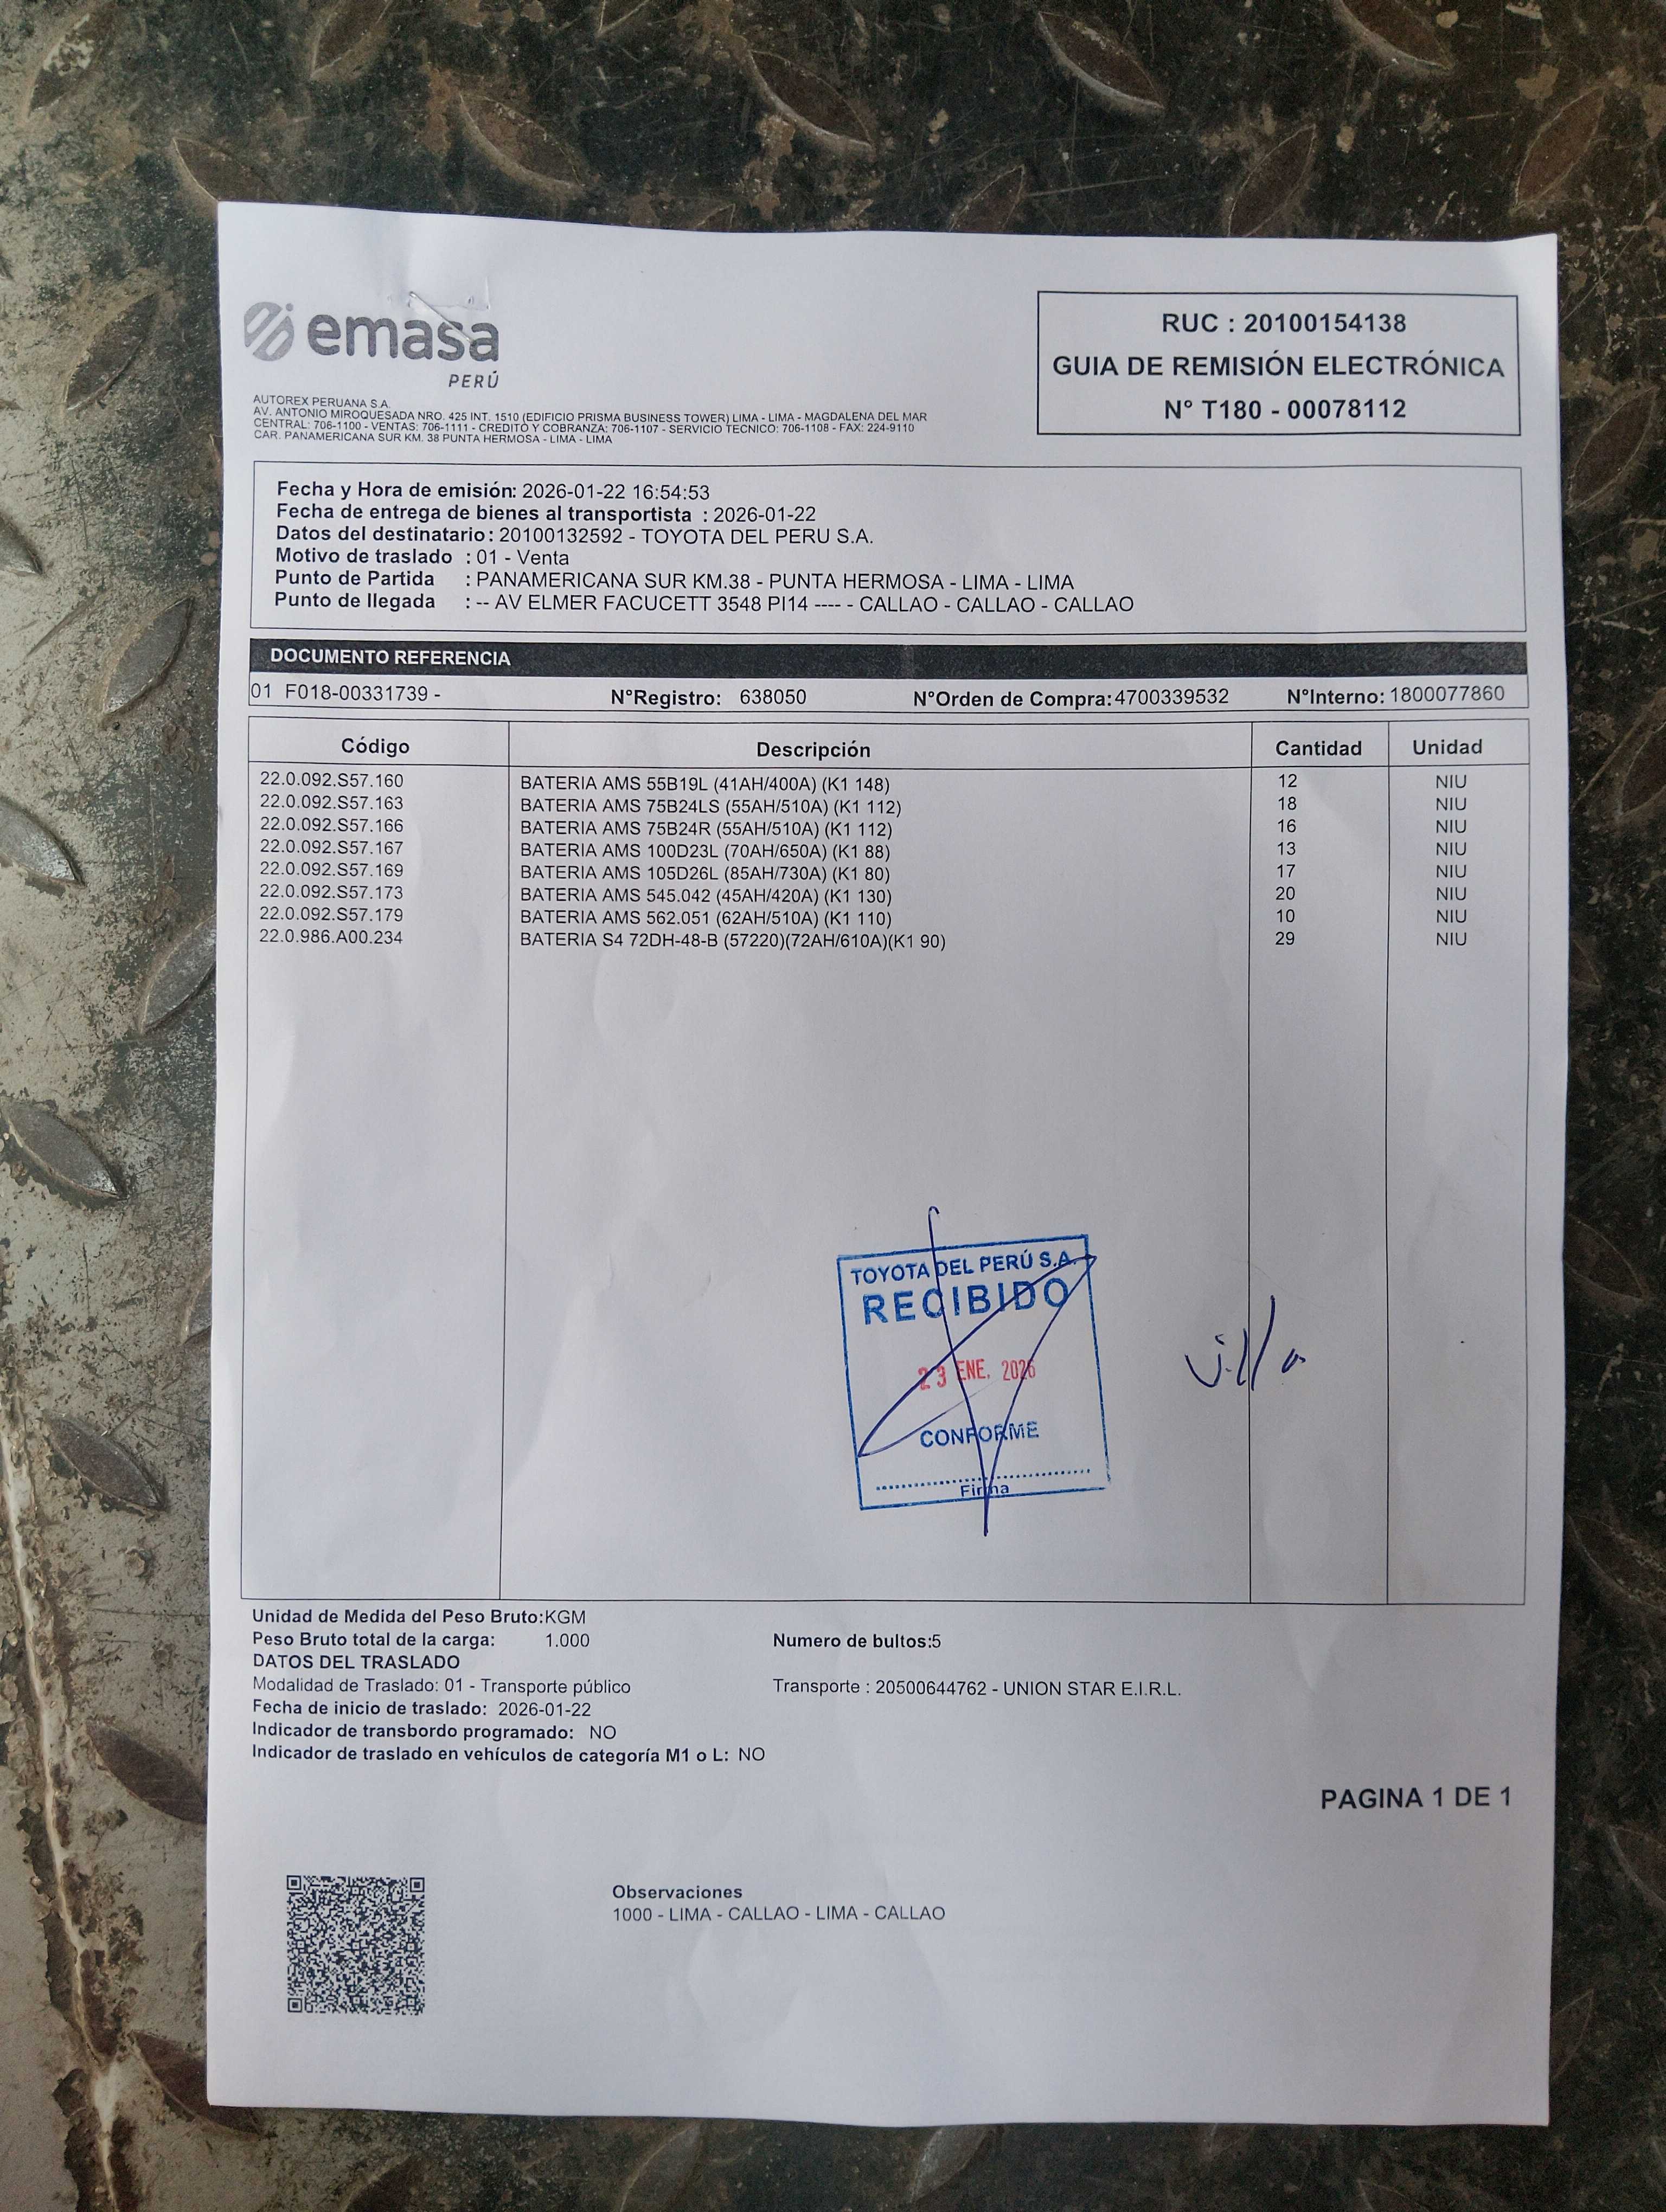 emasa
PERÚ
RUC : 20100154138
GUIA DE REMISIÓN ELECTRÓNICA
N° T180 - 00078112
AUTOREX PERUANA S.A.
AV. ANTONIO MIROQUESADA NRO. 425 INT. 1510 (EDIFICIO PRISMA BUSINESS TOWER) LIMA - LIMA - MAGDALENA DEL MAR
CENTRAL: 706-1100 - VENTAS: 706-1111 - CREDITO Y COBRANZA: 706-1107 - SERVICIO TECNICO: 706-1108 - FAX: 224-9110
CAR. PANAMERICANA SUR KM. 38 PUNTA HERMOSA - LIMA - LIMA
Fecha y Hora de emisión: 2026-01-22 16:54:53
Fecha de entrega de bienes al transportista : 2026-01-22
Datos del destinatario: 20100132592 - TOYOTA DEL PERU S.A.
Motivo de traslado : 01 - Venta
Punto de Partida : PANAMERICANA SUR KM.38 - PUNTA HERMOSA - LIMA - LIMA
Punto de llegada : -- AV ELMER FACUCETT 3548 PI14 ---- - CALLAO - CALLAO - CALLAO
DOCUMENTO REFERENCIA
01 F018-00331739 - N°Registro: 638050 N°Orden de Compra:4700339532 N°Interno: 1800077860
Código Descripción Cantidad Unidad
22.0.092.S57.160 BATERIA AMS 55B19L (41AH/400A) (K1 148) 12 NIU
22.0.092.S57.163 BATERIA AMS 75B24LS (55AH/510A) (K1 112) 18 NIU
22.0.092.S57.166 BATERIA AMS 75B24R (55AH/510A) (K1 112) 16 NIU
22.0.092.S57.167 BATERIA AMS 100D23L (70AH/650A) (K1 88) 13 NIU
22.0.092.S57.169 BATERIA AMS 105D26L (85AH/730A) (K1 80) 17 NIU
22.0.092.S57.173 BATERIA AMS 545.042 (45AH/420A) (K1 130) 20 NIU
22.0.092.S57.179 BATERIA AMS 562.051 (62AH/510A) (K1 110) 10 NIU
22.0.986.A00.234 BATERIA S4 72DH-48-B (57220)(72AH/610A)(K1 90) 29 NIU
TOYOTA DEL PERÚ S.A.
RECIBIDO
23 ENE. 2026
CONFORME
Firma
Villa
Unidad de Medida del Peso Bruto:KGM
Peso Bruto total de la carga: 1.000 Numero de bultos:5
DATOS DEL TRASLADO
Modalidad de Traslado: 01 - Transporte público Transporte : 20500644762 - UNION STAR E.I.R.L.
Fecha de inicio de traslado: 2026-01-22
Indicador de transbordo programado: NO
Indicador de traslado en vehículos de categoría M1 o L: NO
PAGINA 1 DE 1
Observaciones
1000 - LIMA - CALLAO - LIMA - CALLAO